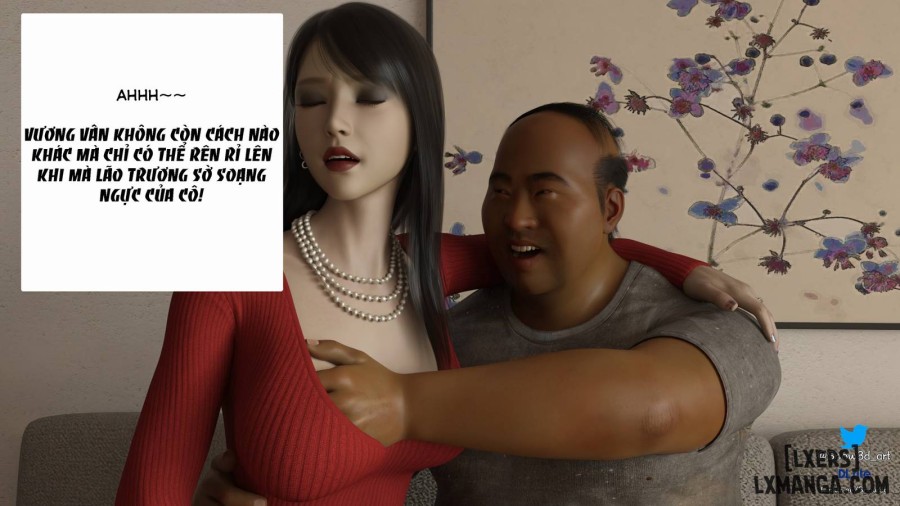 AHHH~~
VƯƠNG VÂN KHÔNG CÒN CÁCH NÀO
KHÁC MÀ CHỈ CÓ THỂ RÊN RỈ LÊN
KHI MÀ LÃO TRƯƠNG SỜ SOẠNG
NGỰC CỦA CÔ!
[LXERS]
LXMANGA.COM